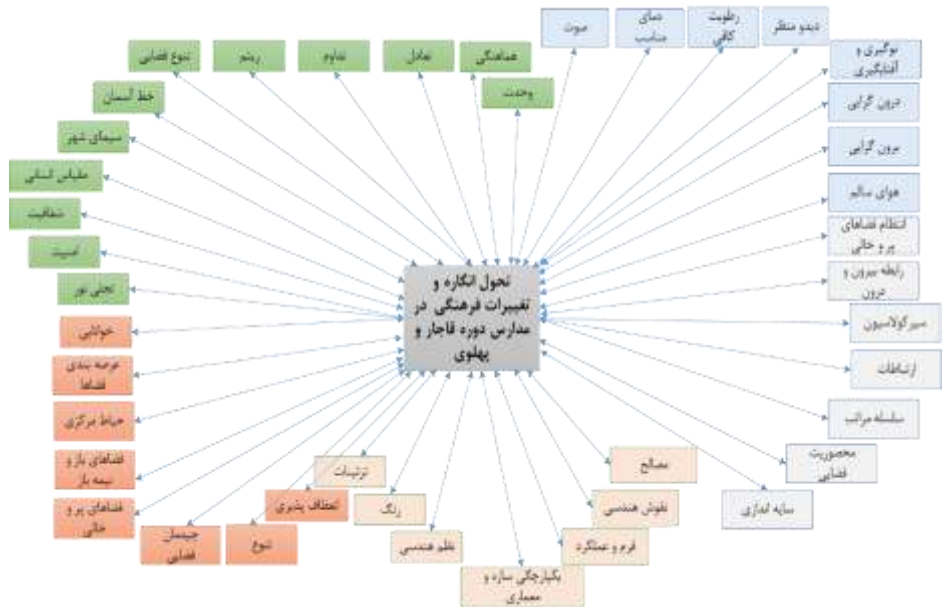 صوت
دمای
مناسب
رطوبت
کافی
دیدو منظر
نوگیری و
آفتابگیری
درون گرایی
برون گرایی
هوای سالم
انتظام فضاهای
پر و خالی
رابطه بیرون و
درون
سیرکولاسیون
ارتباطات
سلسله مراتب
محصوریت
فضایی
سایه اندازی
هماهنگی
وحدت
تعادل
تداوم
ریتم
تنوع فضایی
خط آسمان
سیمای شهر
مقیاس انسانی
شفافیت
امنیت
تجلی نور
تحول انگاره و
تغییرات فرهنگی در
مدارس دوره قاجار و
پهلوی
خوانایی
عرصه بندی
فضاها
حیاط مرکزی
فضاهای باز و
نیمه باز
فضاهای پر و
خالی
چیدمان
فضایی
تنوع
انعطاف پذیری
تزئینات
رنگ
نظم هندسی
یکپارچگی سازه و
معماری
فرم و عملکرد
نقوش هندسی
مصالح